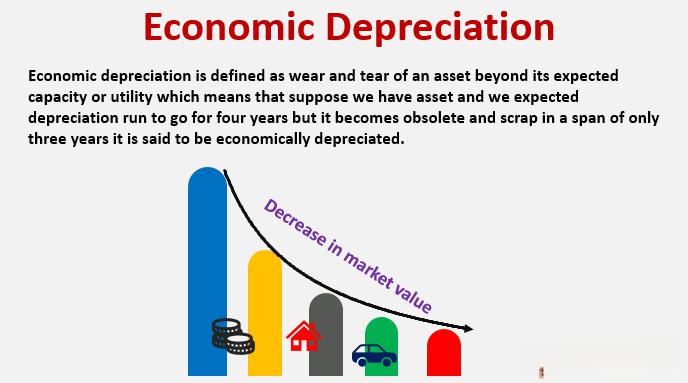 Economic Depreciation
Economic depreciation is defined as wear and tear of an asset beyond its expected
capacity or utility which means that suppose we have asset and we expected
depreciation run to go for four years but it becomes obsolete and scrap in a span of only
three years it is said to be economically depreciated.
Decrease in market value